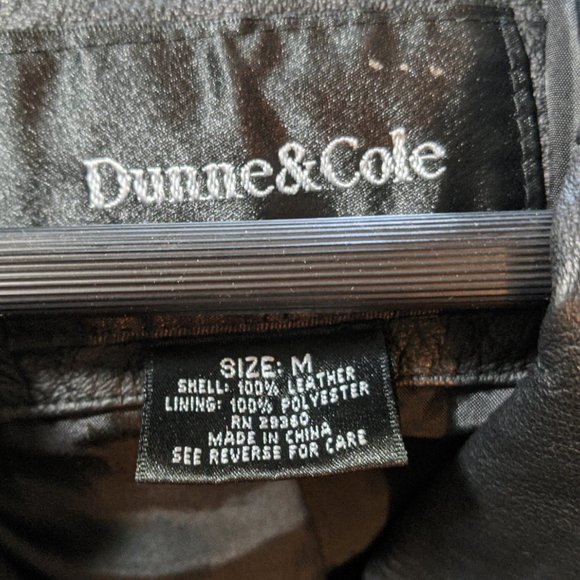 Dunne&Cole
SIZE: M
SHELL: 100% LEATHER
LINING: 100% POLYESTER
RN 29360
MADE IN CHINA
SEE REVERSE FOR CARE